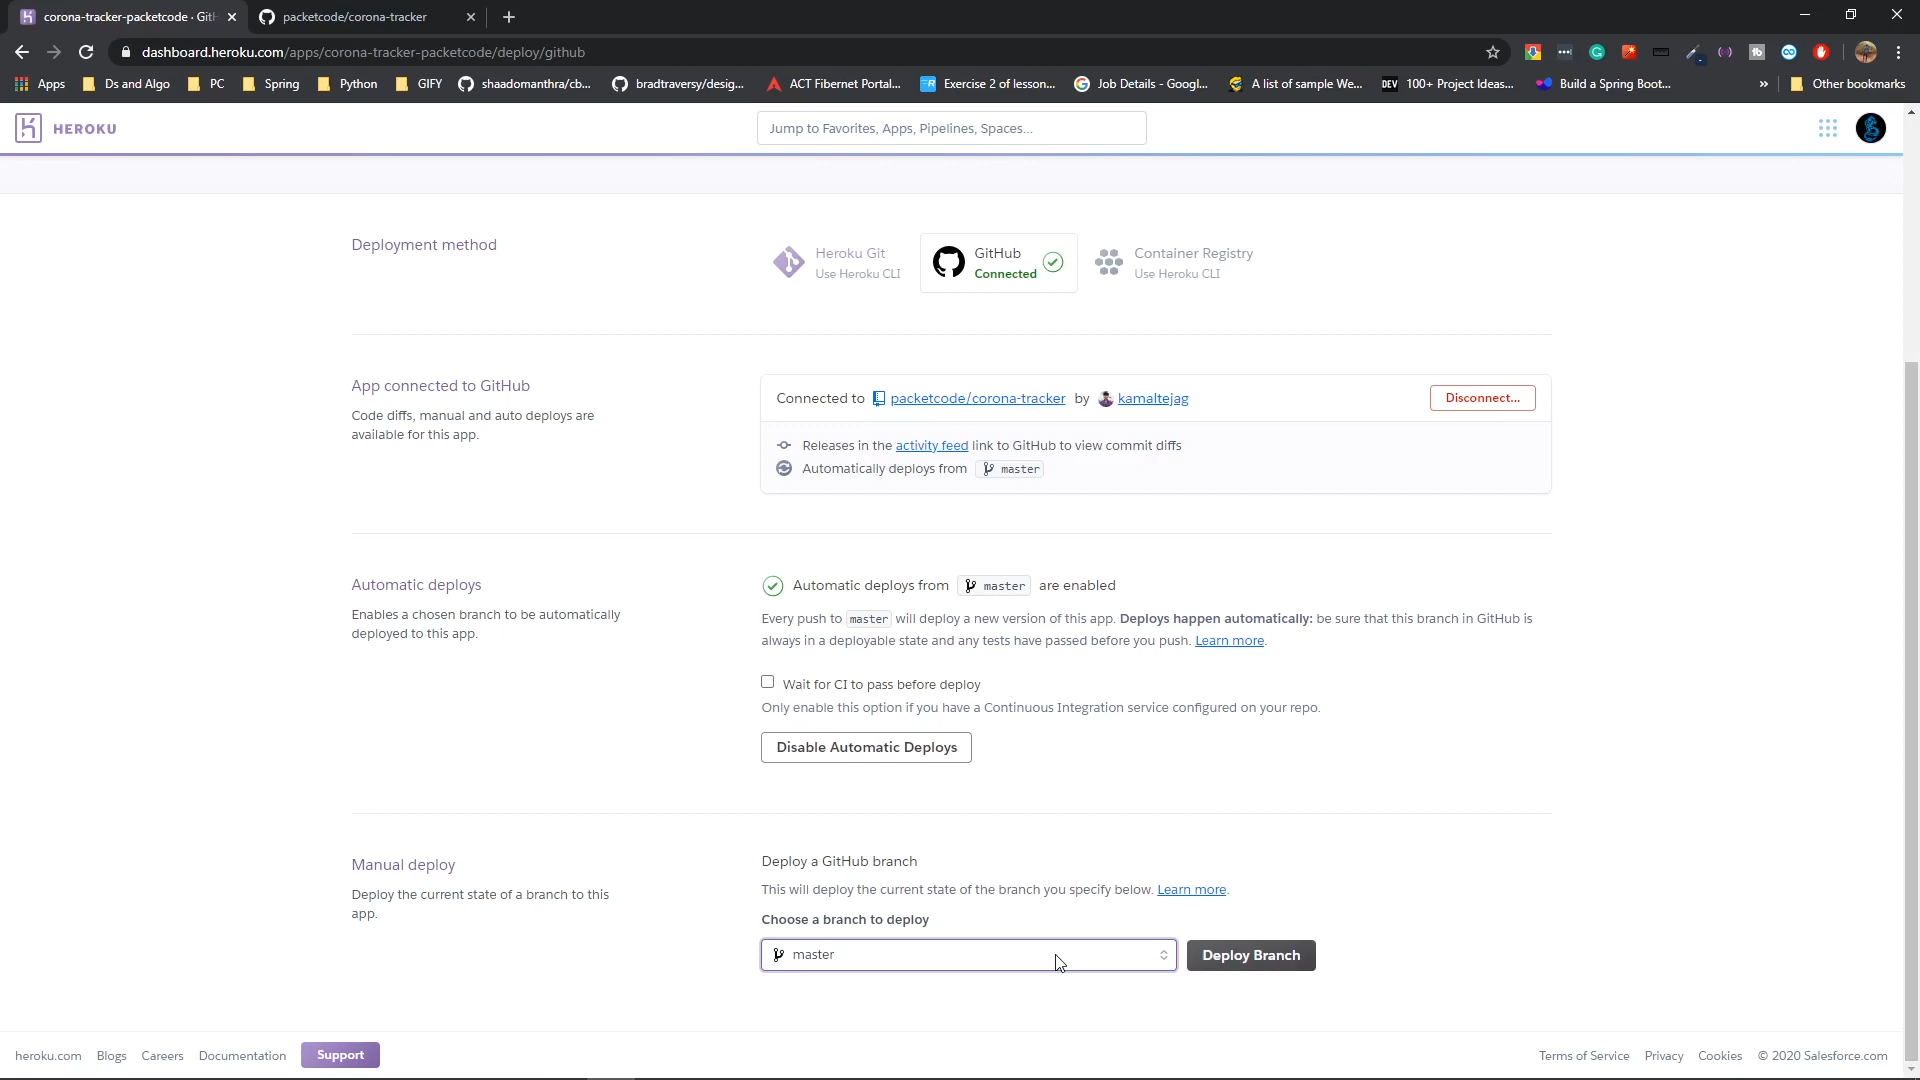 corona-tracker-packetcode · Gith
packetcode/corona-tracker
dashboard.heroku.com/apps/corona-tracker-packetcode/deploy/github
Apps
Ds and Algo
PC
Spring
Python
GIFY
shaadomanthra/cb...
bradtraversy/desig...
ACT Fibernet Portal...
Exercise 2 of lesson...
Job Details - Googl...
A list of sample We...
DEV 100+ Project Ideas...
Build a Spring Boot...
»
Other bookmarks
HEROKU
Jump to Favorites, Apps, Pipelines, Spaces...
Deployment method
Heroku Git
Use Heroku CLI
GitHub
Connected
Container Registry
Use Heroku CLI
App connected to GitHub
Code diffs, manual and auto deploys are
available for this app.
Connected to packetcode/corona-tracker by kamaltejag
Disconnect...
Releases in the activity feed link to GitHub to view commit diffs
Automatically deploys from master
Automatic deploys
Enables a chosen branch to be automatically
deployed to this app.
Automatic deploys from master are enabled
Every push to master will deploy a new version of this app. Deploys happen automatically: be sure that this branch in GitHub is
always in a deployable state and any tests have passed before you push. Learn more.
Wait for CI to pass before deploy
Only enable this option if you have a Continuous Integration service configured on your repo.
Disable Automatic Deploys
Manual deploy
Deploy the current state of a branch to this
app.
Deploy a GitHub branch
This will deploy the current state of the branch you specify below. Learn more.
Choose a branch to deploy
master
Deploy Branch
heroku.com
Blogs
Careers
Documentation
Support
Terms of Service
Privacy
Cookies
© 2020 Salesforce.com